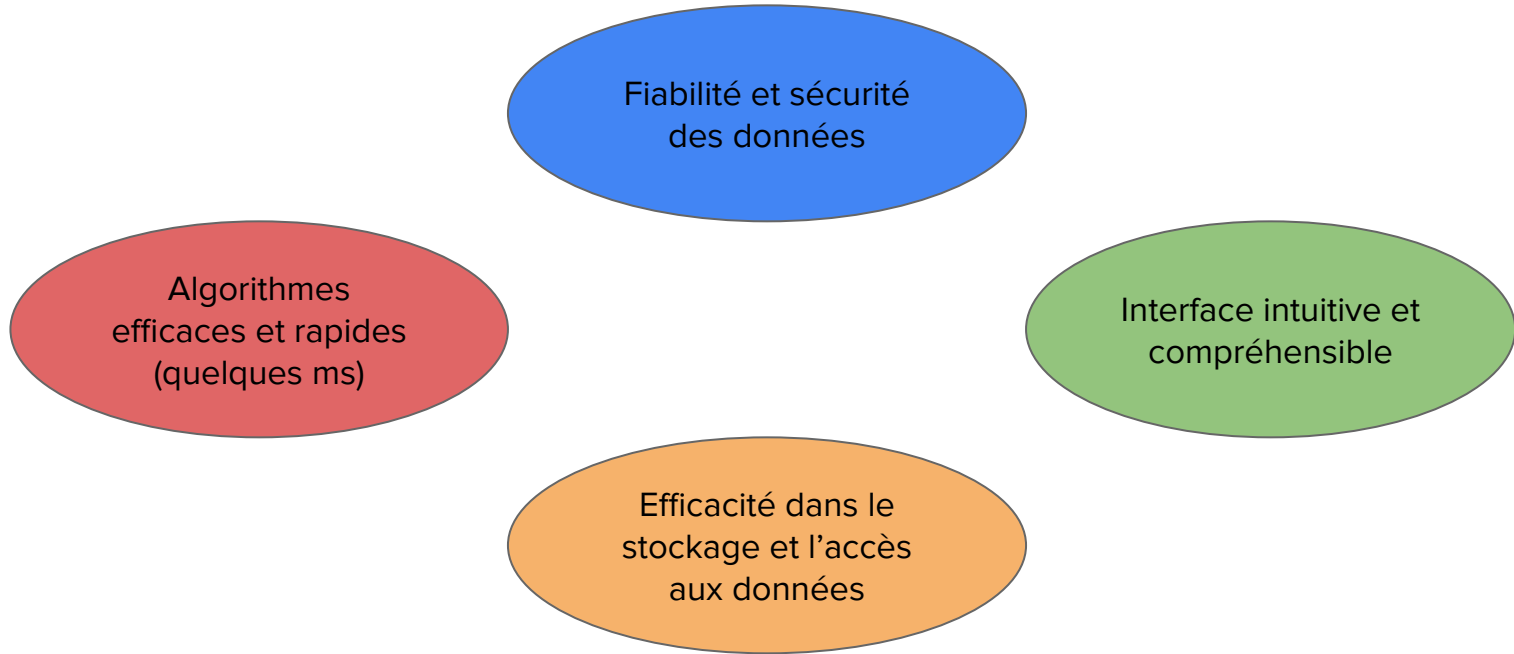 Fiabilité et sécurité
des données
Algorithmes
efficaces et rapides
(quelques ms)
Interface intuitive et
compréhensible
Efficacité dans le
stockage et l’accès
aux données